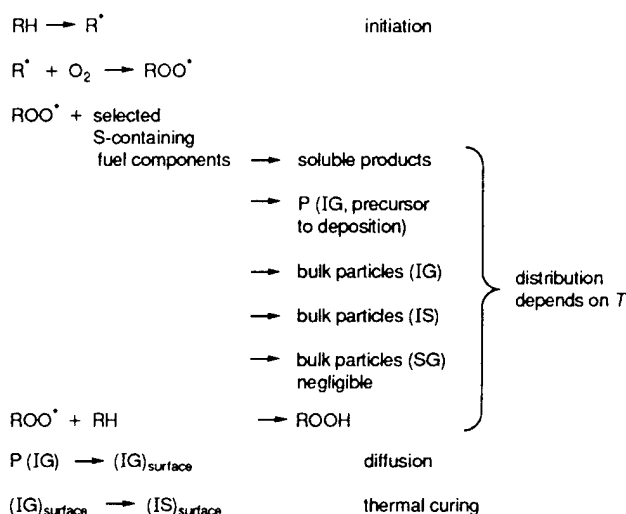 RH → R• initiation
R• + O₂ → ROO•
ROO• + selected
S-containing
fuel components → soluble products
→ P (IG, precursor
to deposition)
→ bulk particles (IG)
distribution
depends on T
→ bulk particles (IS)
→ bulk particles (SG)
negligible
ROO• + RH → ROOH
P (IG) → (IG)surface diffusion
(IG)surface → (IS)surface thermal curing